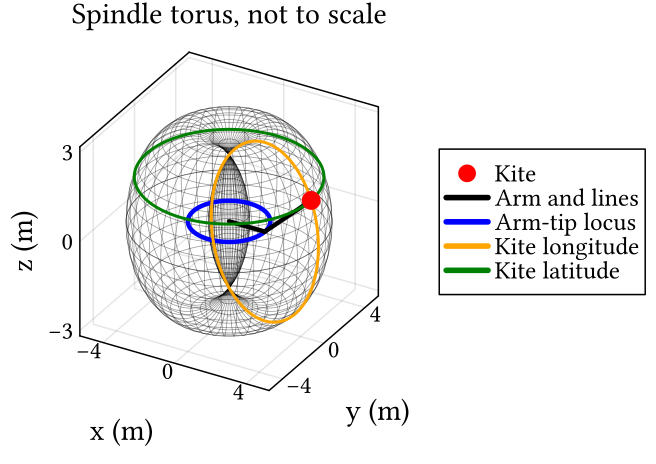 Spindle torus, not to scale
3
0
−3
z (m)
−4
0
4
x (m)
−4
0
4
y (m)
Kite
Arm and lines
Arm-tip locus
Kite longitude
Kite latitude